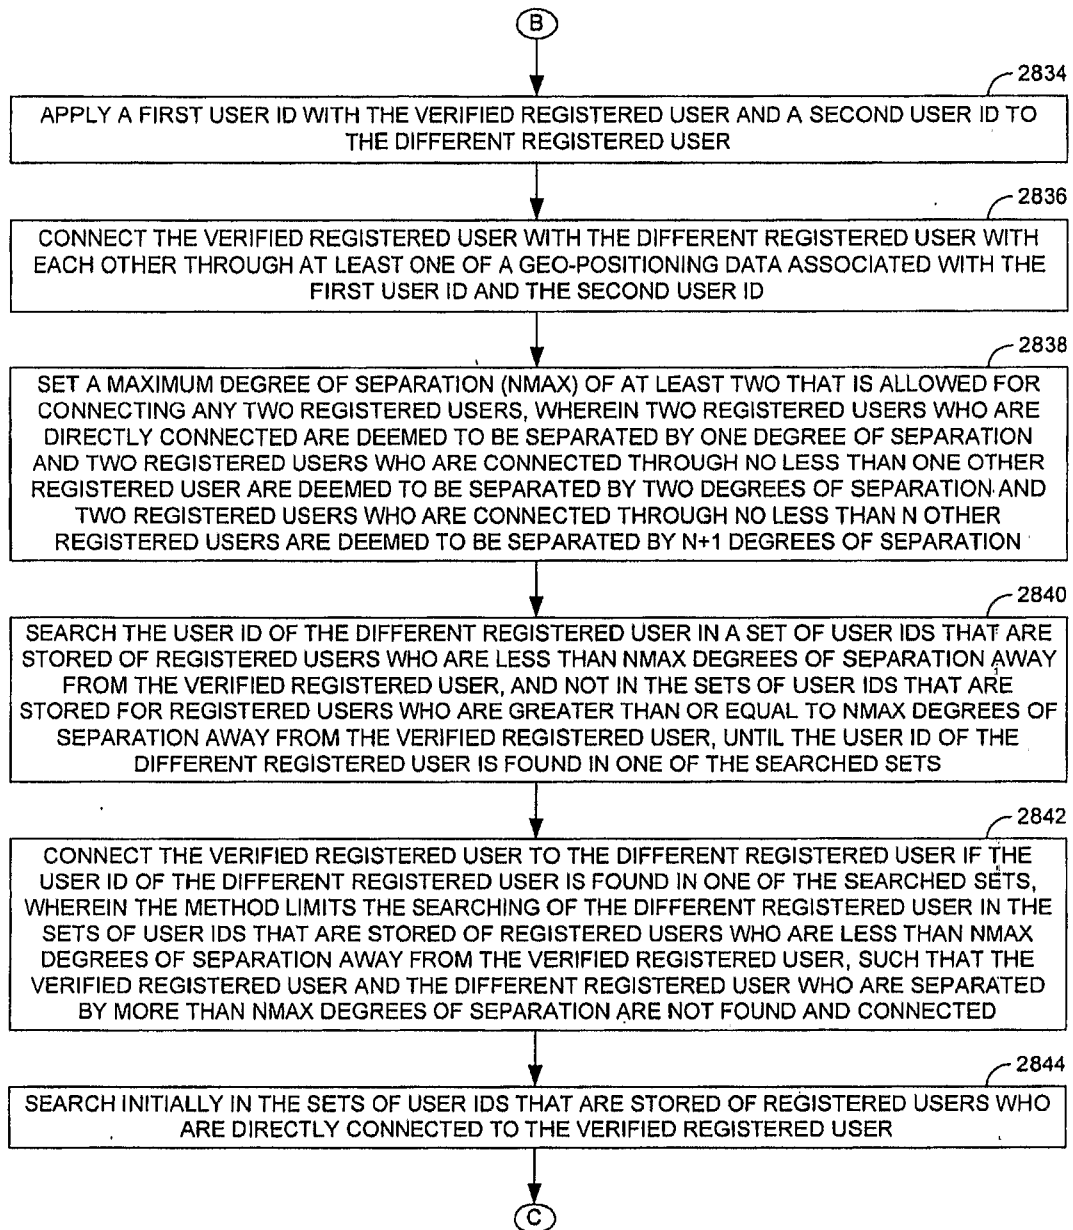 B
2834
APPLY A FIRST USER ID WITH THE VERIFIED REGISTERED USER AND A SECOND USER ID TO
THE DIFFERENT REGISTERED USER
2836
CONNECT THE VERIFIED REGISTERED USER WITH THE DIFFERENT REGISTERED USER WITH
EACH OTHER THROUGH AT LEAST ONE OF A GEO-POSITIONING DATA ASSOCIATED WITH THE
FIRST USER ID AND THE SECOND USER ID
2838
SET A MAXIMUM DEGREE OF SEPARATION (NMAX) OF AT LEAST TWO THAT IS ALLOWED FOR
CONNECTING ANY TWO REGISTERED USERS, WHEREIN TWO REGISTERED USERS WHO ARE
DIRECTLY CONNECTED ARE DEEMED TO BE SEPARATED BY ONE DEGREE OF SEPARATION
AND TWO REGISTERED USERS WHO ARE CONNECTED THROUGH NO LESS THAN ONE OTHER
REGISTERED USER ARE DEEMED TO BE SEPARATED BY TWO DEGREES OF SEPARATION AND
TWO REGISTERED USERS WHO ARE CONNECTED THROUGH NO LESS THAN N OTHER
REGISTERED USERS ARE DEEMED TO BE SEPARATED BY N+1 DEGREES OF SEPARATION
2840
SEARCH THE USER ID OF THE DIFFERENT REGISTERED USER IN A SET OF USER IDS THAT ARE
STORED OF REGISTERED USERS WHO ARE LESS THAN NMAX DEGREES OF SEPARATION AWAY
FROM THE VERIFIED REGISTERED USER, AND NOT IN THE SETS OF USER IDS THAT ARE
STORED FOR REGISTERED USERS WHO ARE GREATER THAN OR EQUAL TO NMAX DEGREES OF
SEPARATION AWAY FROM THE VERIFIED REGISTERED USER, UNTIL THE USER ID OF THE
DIFFERENT REGISTERED USER IS FOUND IN ONE OF THE SEARCHED SETS
2842
CONNECT THE VERIFIED REGISTERED USER TO THE DIFFERENT REGISTERED USER IF THE
USER ID OF THE DIFFERENT REGISTERED USER IS FOUND IN ONE OF THE SEARCHED SETS,
WHEREIN THE METHOD LIMITS THE SEARCHING OF THE DIFFERENT REGISTERED USER IN THE
SETS OF USER IDS THAT ARE STORED OF REGISTERED USERS WHO ARE LESS THAN NMAX
DEGREES OF SEPARATION AWAY FROM THE VERIFIED REGISTERED USER, SUCH THAT THE
VERIFIED REGISTERED USER AND THE DIFFERENT REGISTERED USER WHO ARE SEPARATED
BY MORE THAN NMAX DEGREES OF SEPARATION ARE NOT FOUND AND CONNECTED
2844
SEARCH INITIALLY IN THE SETS OF USER IDS THAT ARE STORED OF REGISTERED USERS WHO
ARE DIRECTLY CONNECTED TO THE VERIFIED REGISTERED USER
C